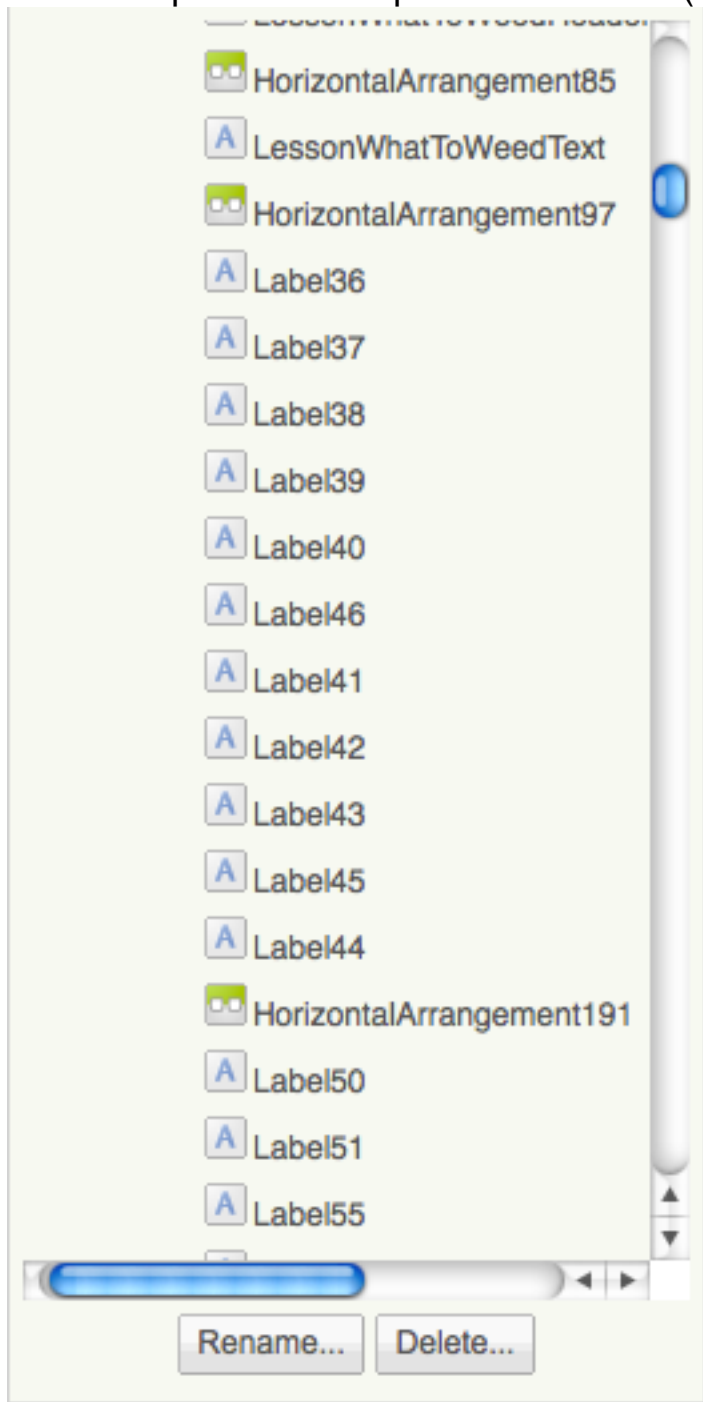 HorizontalArrangement85
LessonWhatToWeedText
HorizontalArrangement97
Label36
Label37
Label38
Label39
Label40
Label46
Label41
Label42
Label43
Label45
Label44
HorizontalArrangement191
Label50
Label51
Label55
Rename...
Delete...